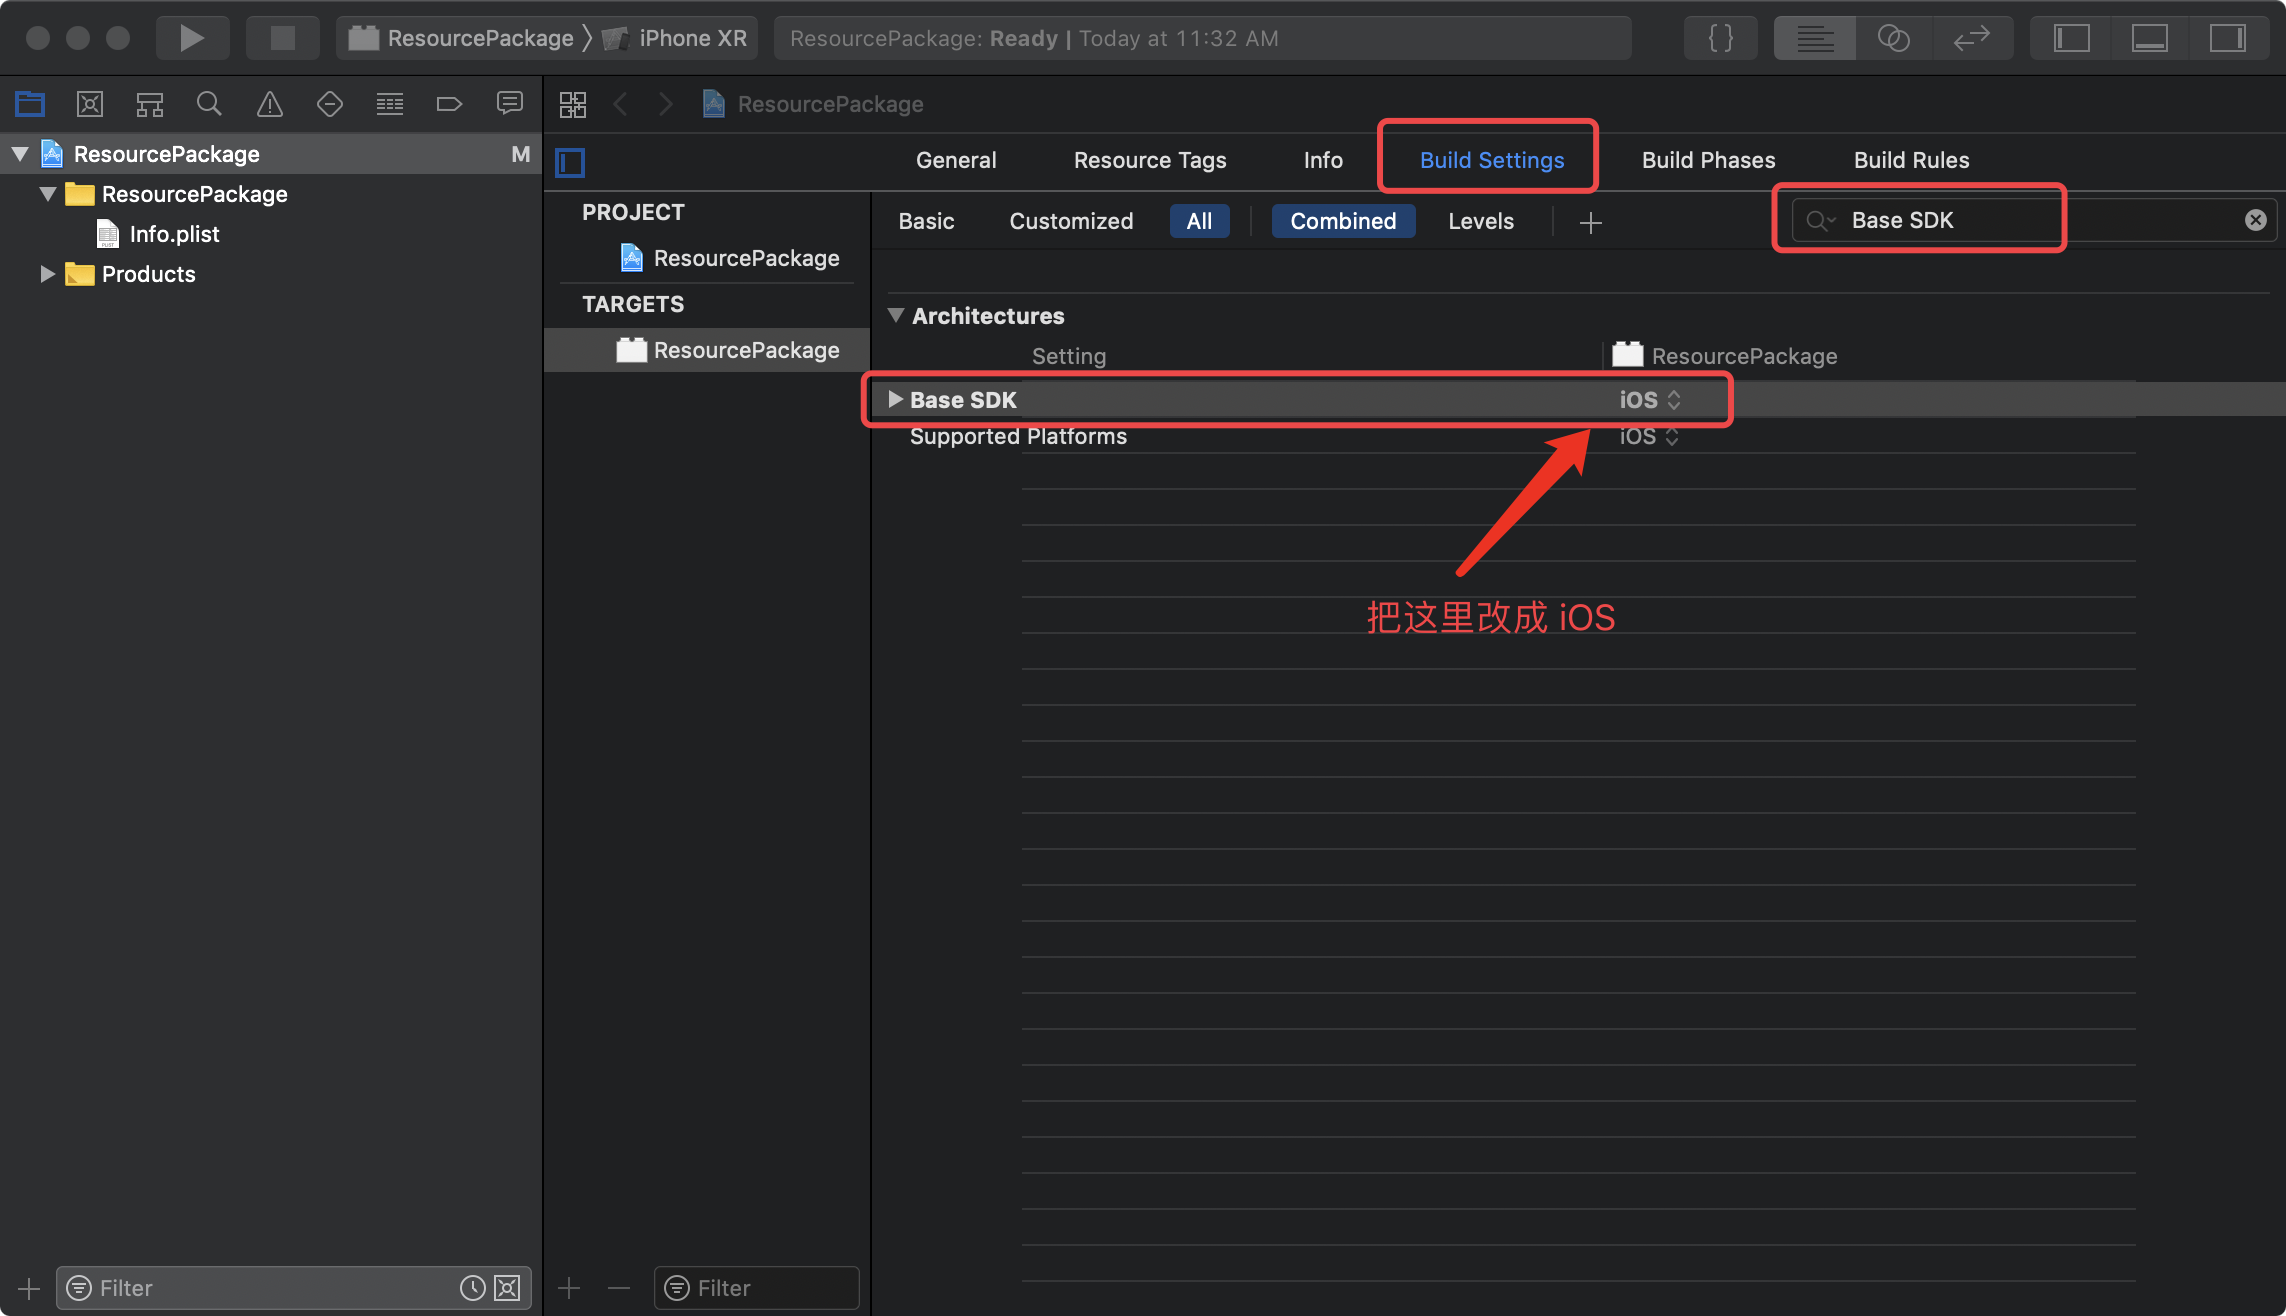 ResourcePackage 〉 iPhone XR
ResourcePackage: Ready | Today at 11:32 AM
{ }
ResourcePackage
ResourcePackage M
ResourcePackage
Info.plist
Products
General Resource Tags Info Build Settings Build Phases Build Rules
PROJECT
ResourcePackage
TARGETS
ResourcePackage
Basic Customized All Combined Levels +
Base SDK
Architectures
Setting ResourcePackage
Base SDK iOS
Supported Platforms iOS
把这里改成 iOS
Filter
Filter